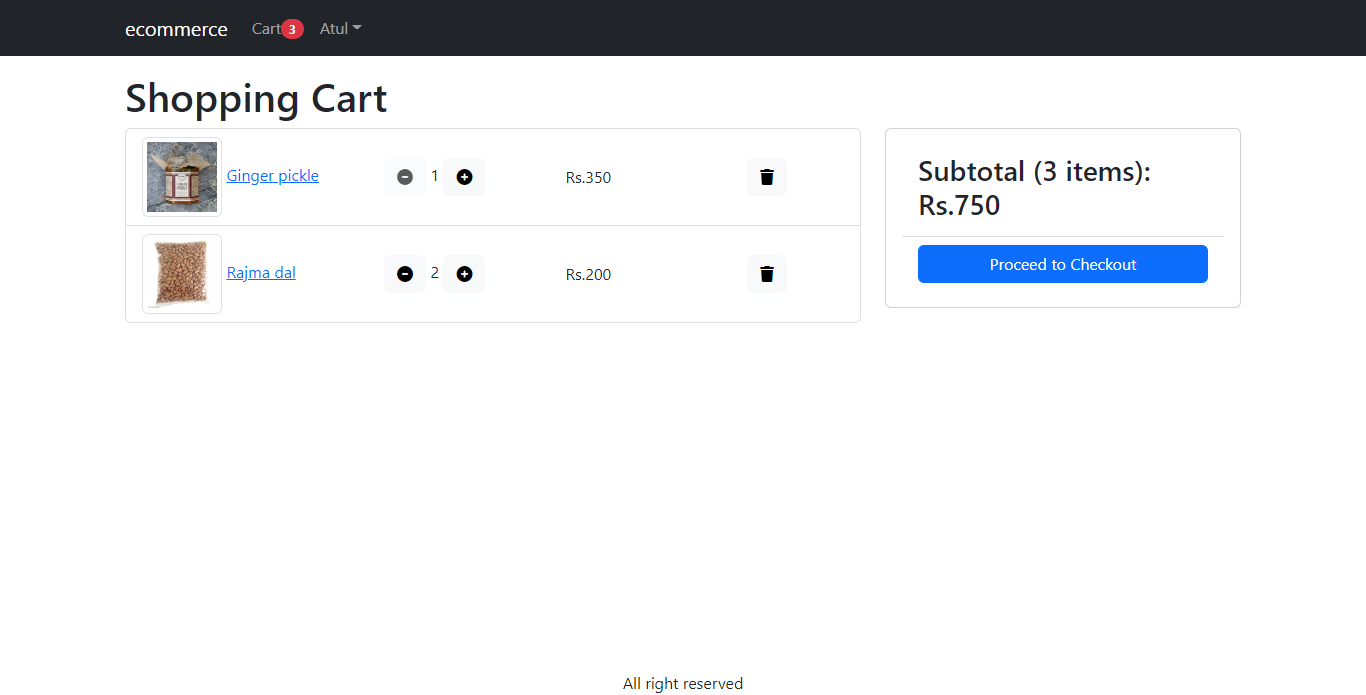 ecommerce Cart 3 Atul
Shopping Cart
Ginger pickle 1 Rs.350
Rajma dal 2 Rs.200
Subtotal (3 items):
Rs.750
Proceed to Checkout
All right reserved